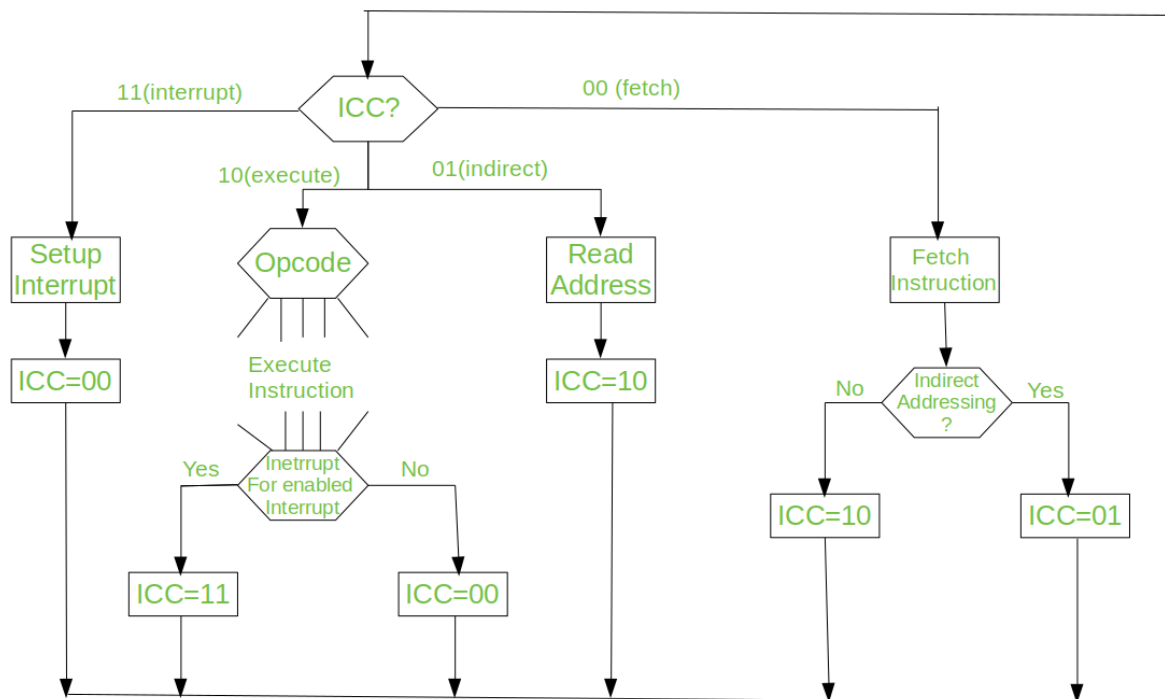 11(interrupt)
00 (fetch)
ICC?
10(execute)
01(indirect)
Setup
Interrupt
Opcode
Read
Address
Fetch
Instruction
ICC=00
Execute
Instruction
ICC=10
No
Indirect
Addressing
?
Yes
Yes
Inetrrupt
For enabled
Interrupt
No
ICC=10
ICC=01
ICC=11
ICC=00